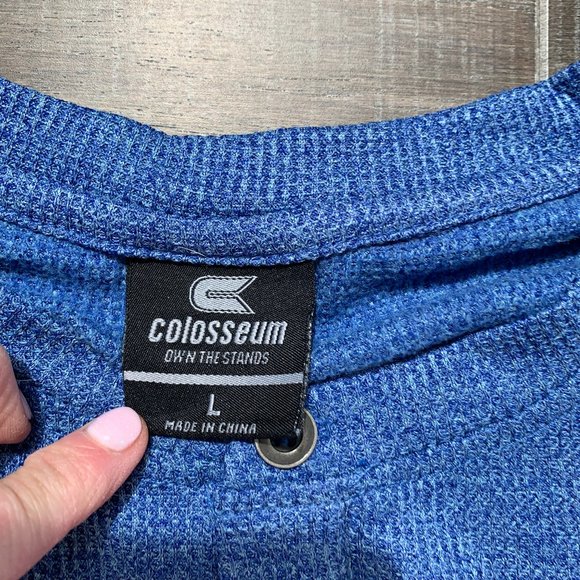 colosseum
OWN THE STANDS
L
MADE IN CHINA